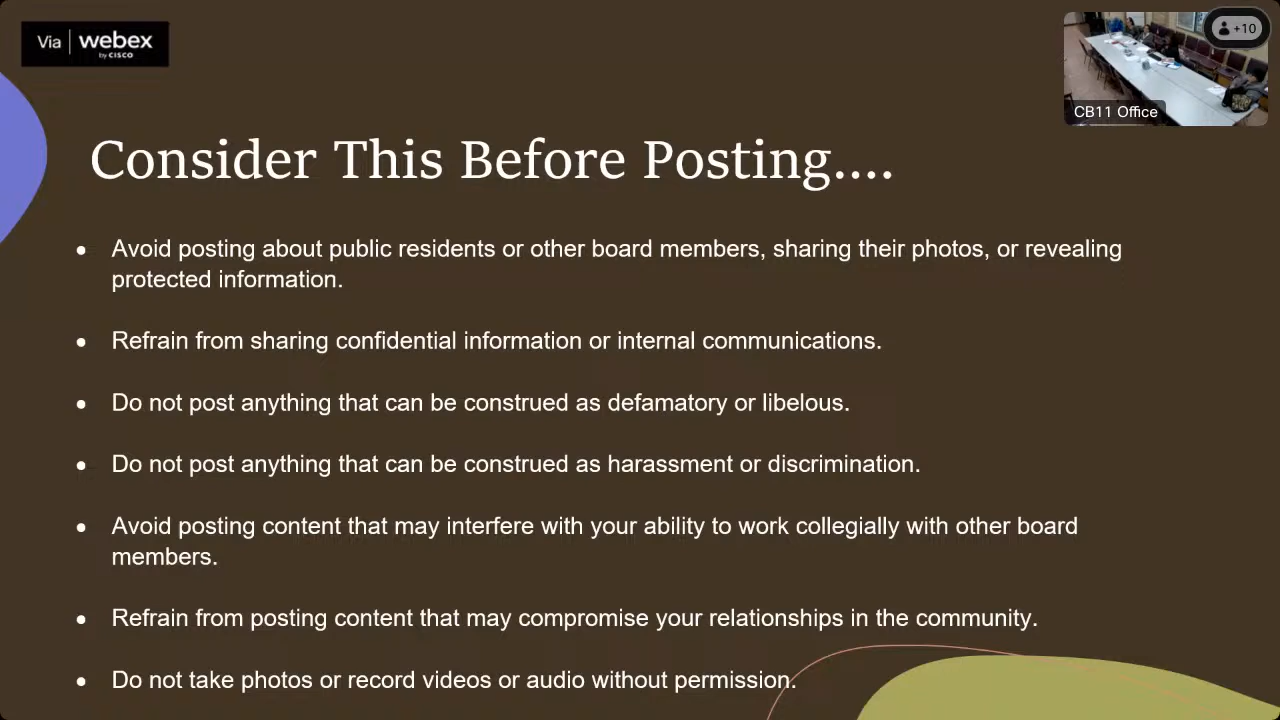 Via | webex
by CISCO
+10
CB11 Office
Consider This Before Posting....
• Avoid posting about public residents or other board members, sharing their photos, or revealing
protected information.
• Refrain from sharing confidential information or internal communications.
• Do not post anything that can be construed as defamatory or libelous.
• Do not post anything that can be construed as harassment or discrimination.
• Avoid posting content that may interfere with your ability to work collegially with other board
members.
• Refrain from posting content that may compromise your relationships in the community.
• Do not take photos or record videos or audio without permission.